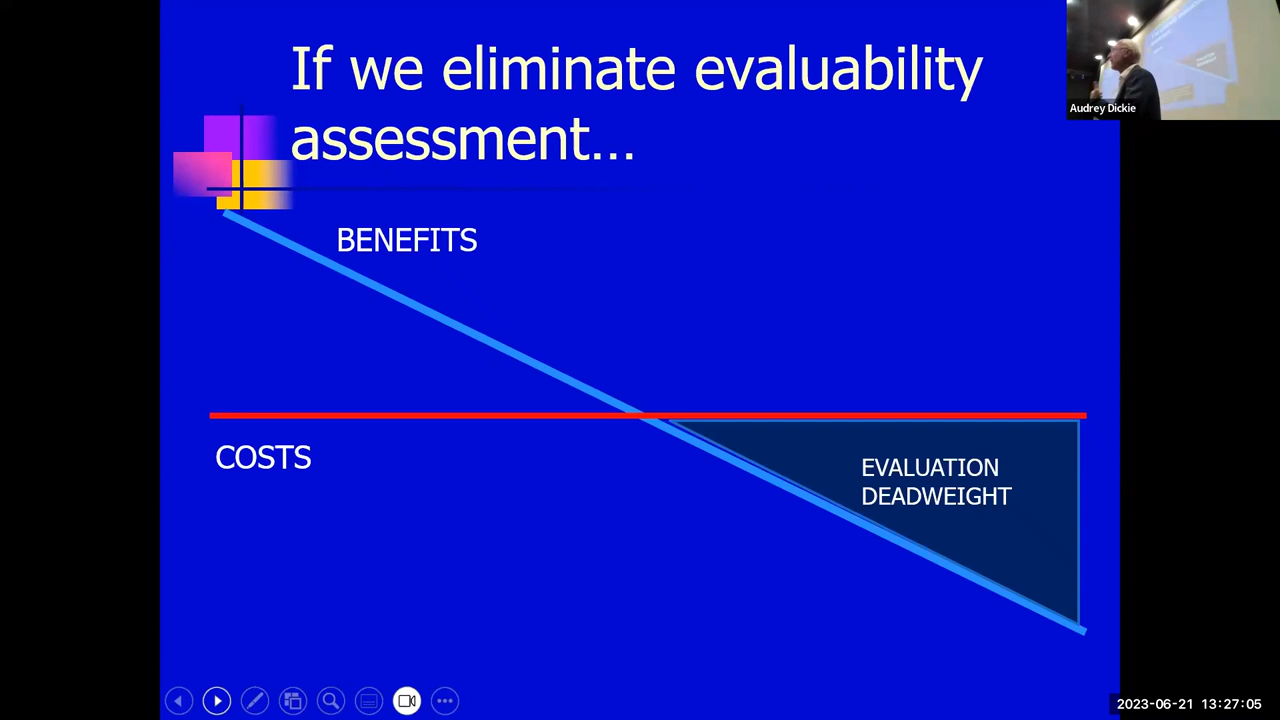 If we eliminate evaluability
assessment...
Audrey Dickie
BENEFITS
COSTS
EVALUATION
DEADWEIGHT
2023-06-21 13:27:05